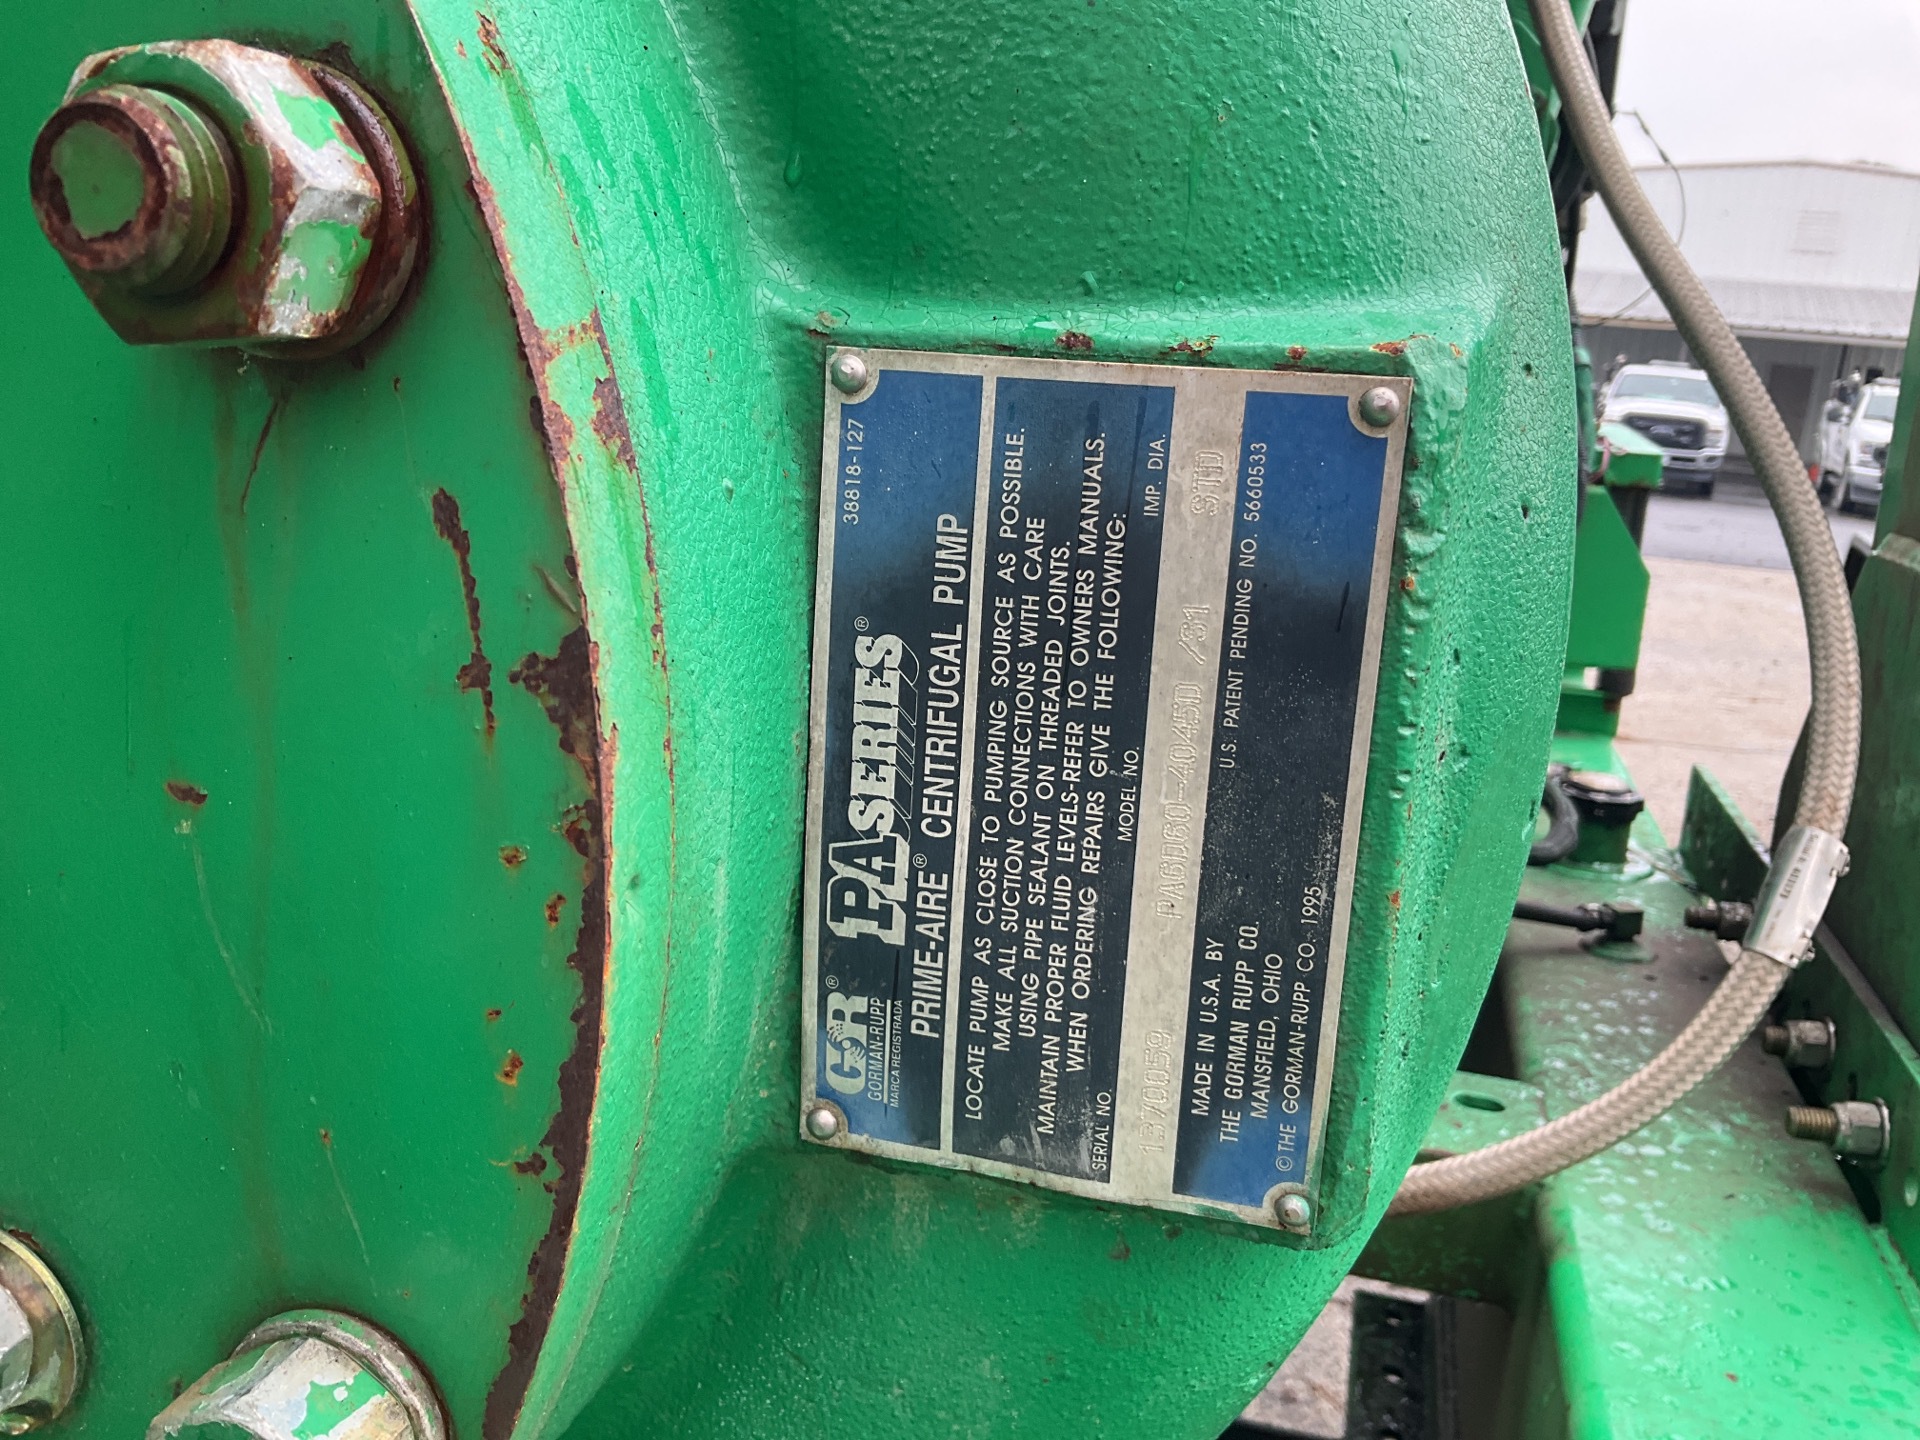 38818-127
G&R®
GORMAN-RUPP
MARCA REGISTRADA
PA SERIES®
PRIME-AIRE® CENTRIFUGAL PUMP
LOCATE PUMP AS CLOSE TO PUMPING SOURCE AS POSSIBLE.
MAKE ALL SUCTION CONNECTIONS WITH CARE
USING PIPE SEALANT ON THREADED JOINTS.
MAINTAIN PROPER FLUID LEVELS-REFER TO OWNERS MANUALS.
WHEN ORDERING REPAIRS GIVE THE FOLLOWING:
SERIAL NO. MODEL NO. IMP. DIA.
1370059 PA6D60-4045D /31 STD
MADE IN U.S.A. BY U.S. PATENT PENDING NO. 5660533
THE GORMAN RUPP CO.
MANSFIELD, OHIO
© THE GORMAN-RUPP CO. 1995